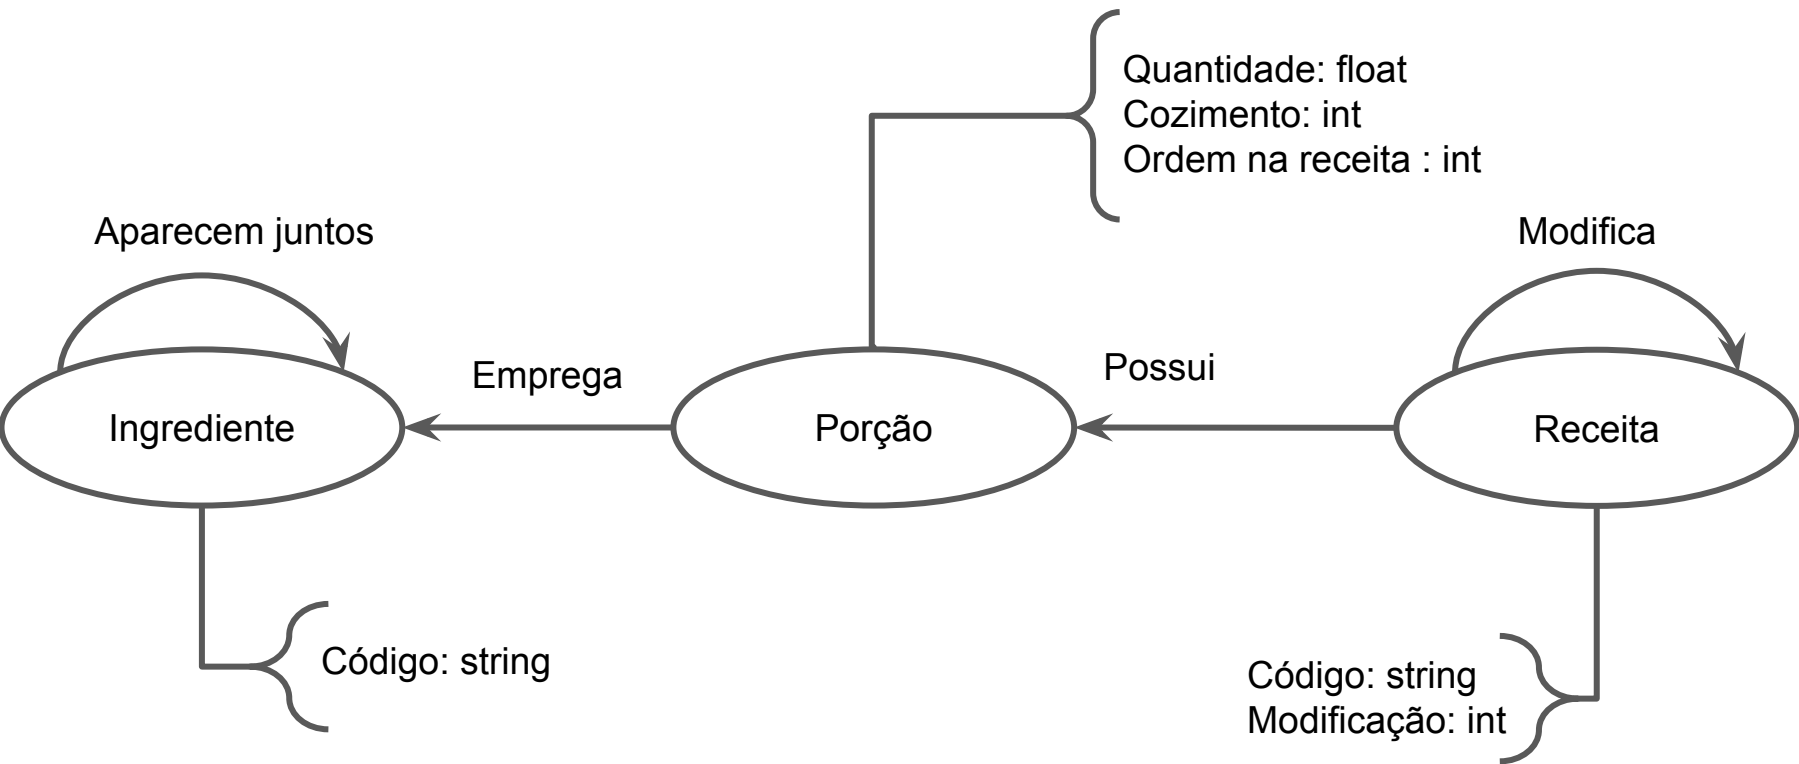 Quantidade: float
Cozimento: int
Ordem na receita : int
Aparecem juntos
Modifica
Emprega
Possui
Ingrediente
Porção
Receita
Código: string
Código: string
Modificação: int